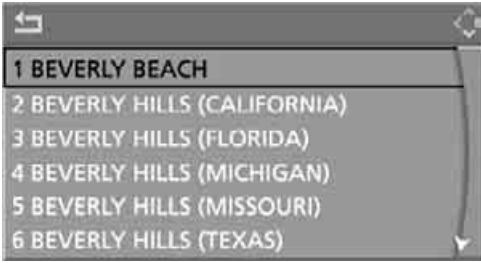 1 BEVERLY BEACH
2 BEVERLY HILLS (CALIFORNIA)
3 BEVERLY HILLS (FLORIDA)
4 BEVERLY HILLS (MICHIGAN)
5 BEVERLY HILLS (MISSOURI)
6 BEVERLY HILLS (TEXAS)